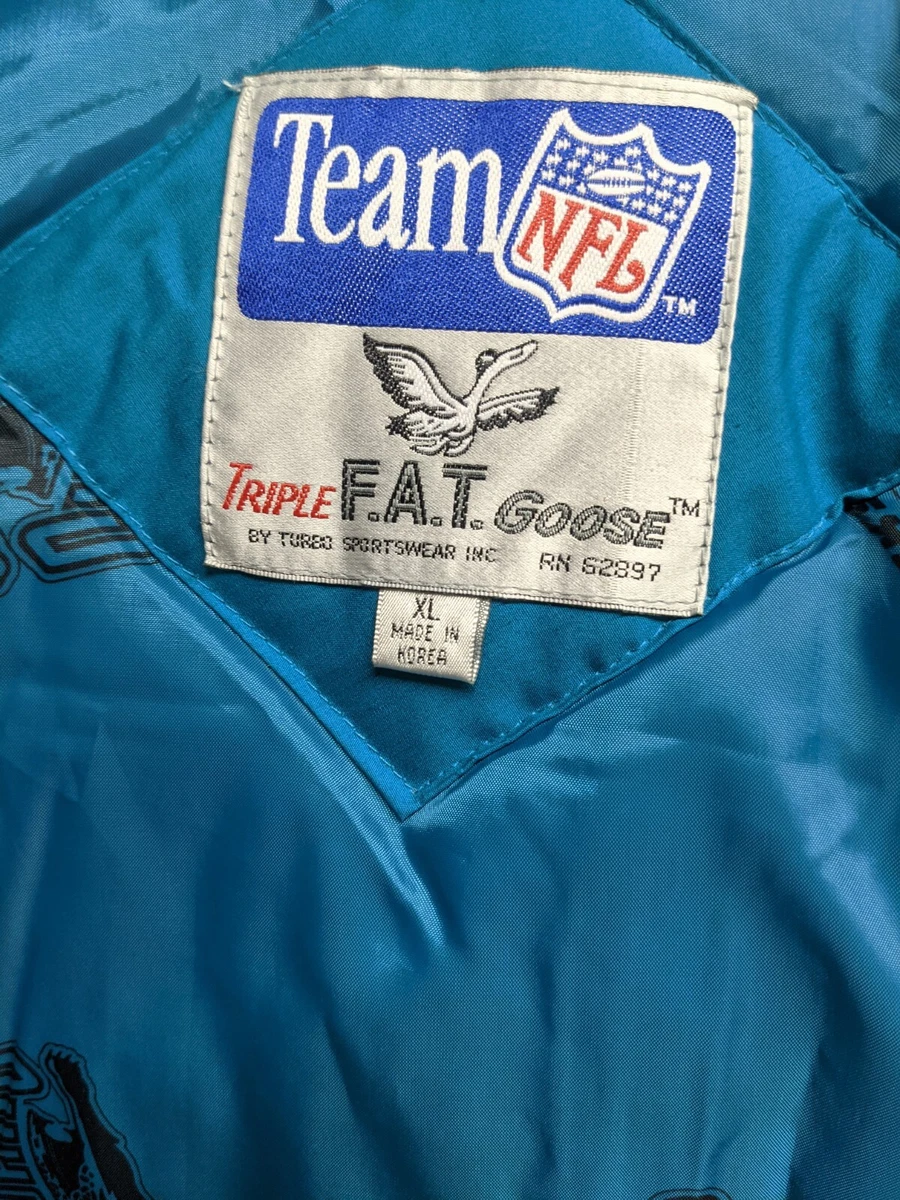 Team NFL TM
TRIPLE F.A.T. GOOSE TM
BY TURBO SPORTSWEAR INC RN 62897
XL
MADE IN
KOREA